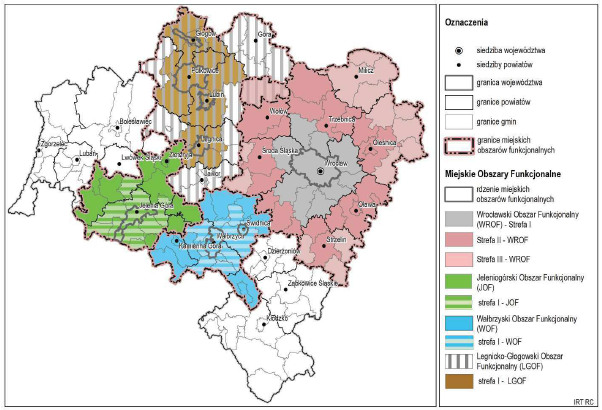 Głogów
Góra
Polkowice
Milicz
Lubin
Wołów
Trzebnica
Bolesławiec
Oleśnica
Legnica
Zgorzelec
Lubań
Lwówek Śląski
Złotoryja
Środa Śląska
Wrocław
Jawor
Jelenia Góra
Oława
Świdnica
Wałbrzych
Kamienna Góra
Strzelin
Dzierżoniów
Ząbkowice Śląskie
Kłodzko
Oznaczenia
siedziba województwa
siedziby powiatów
granica województwa
granice powiatów
granice gmin
granice miejskich
obszarów funkcjonalnych
Miejskie Obszary Funkcjonalne
rdzenie miejskich
obszarów funkcjonalnych
Wrocławski Obszar Funkcjonalny
(WROF) - Strefa I
Strefa II - WROF
Strefa III - WROF
Jeleniogórski Obszar Funkcjonalny
(JOF)
strefa I - JOF
Wałbrzyski Obszar Funkcjonalny
(WOF)
strefa I - WOF
Legnicko-Głogowski Obszar
Funkcjonalny (LGOF)
strefa I - LGOF
IRT RC